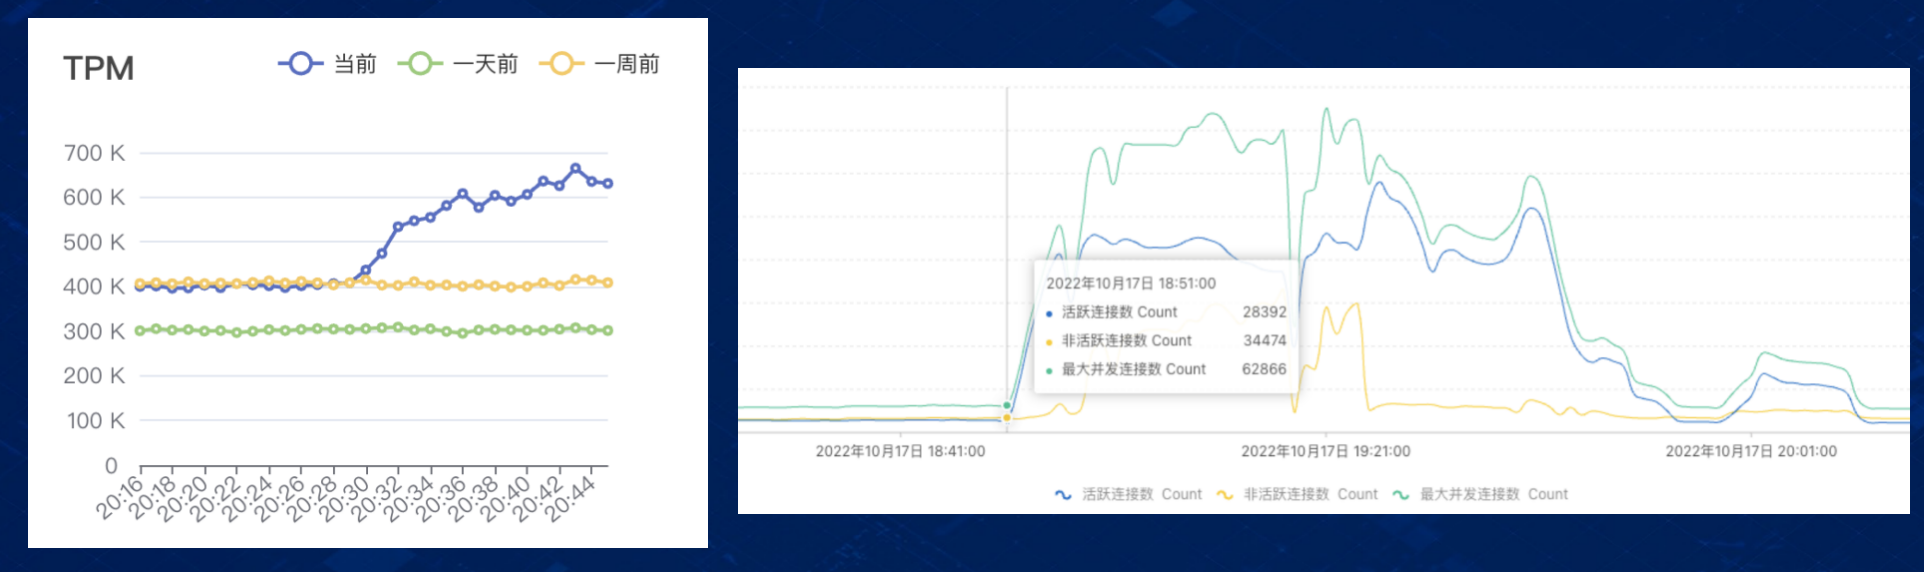 TPM
当前 一天前 一周前
700 K
600 K
500 K
400 K
300 K
200 K
100 K
0
20:16 20:18 20:20 20:22 20:24 20:26 20:28 20:30 20:32 20:34 20:36 20:38 20:40 20:42 20:44
2022年10月17日 18:51:00
活跃连接数 Count 28392
非活跃连接数 Count 34474
最大并发连接数 Count 62866
2022年10月17日 18:41:00 2022年10月17日 19:21:00 2022年10月17日 20:01:00
活跃连接数 Count 非活跃连接数 Count 最大并发连接数 Count